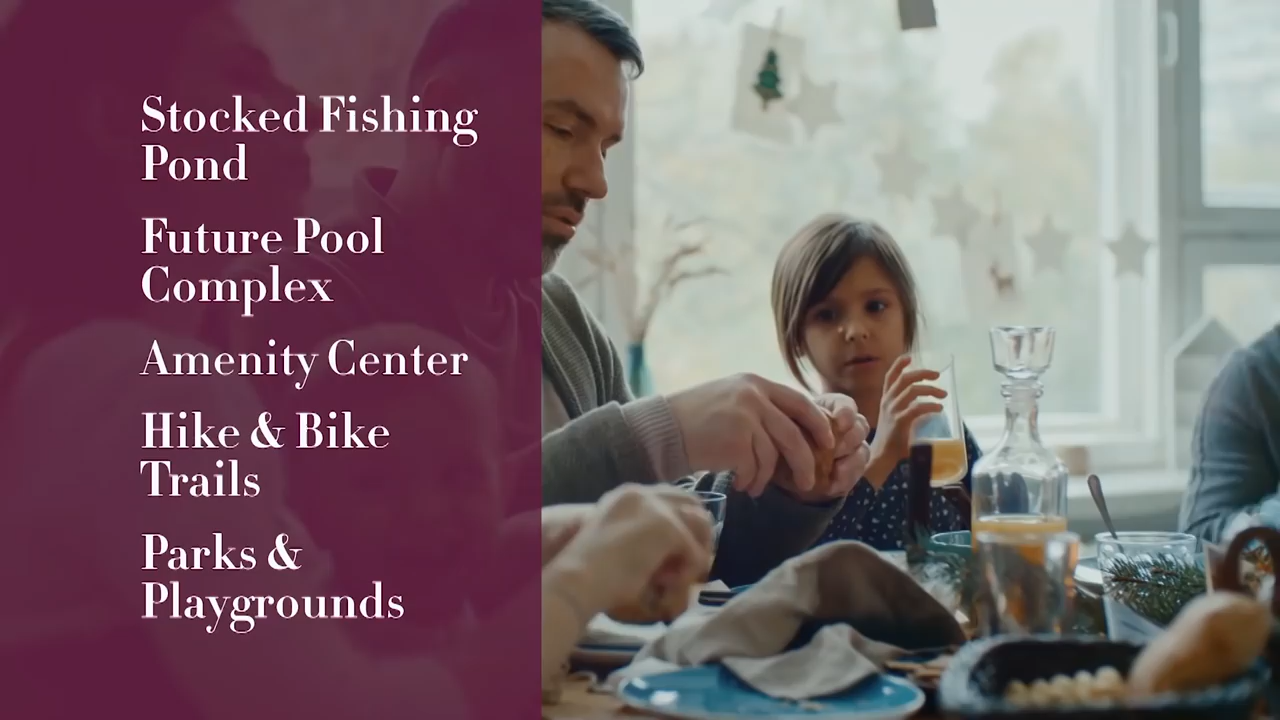 Stocked Fishing
Pond
Future Pool
Complex
Amenity Center
Hike & Bike
Trails
Parks &
Playgrounds